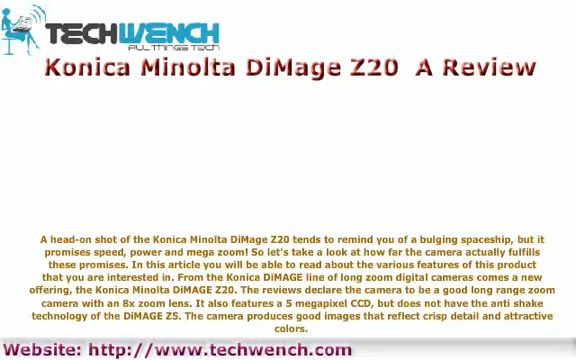 TECHWENCH
ALL THINGS TECH
Konica Minolta DiMage Z20 A Review
A head-on shot of the Konica Minolta DiMage Z20 tends to remind you of a bulging spaceship, but it
promises speed, power and mega zoom! So let's take a look at how far the camera actually fulfills
these promises. In this article you will be able to read about the various features of this product
that you are interested in. From the Konica DiMAGE line of long zoom digital cameras comes a new
offering, the Konica Minolta DiMAGE Z20. The reviews declare the camera to be a good long range zoom
camera with an 8x zoom lens. It also features a 5 megapixel CCD, but does not have the anti shake
technology of the DiMAGE Z5. The camera produces good images that reflect crisp detail and attractive
colors.
Website: http://www.techwench.com